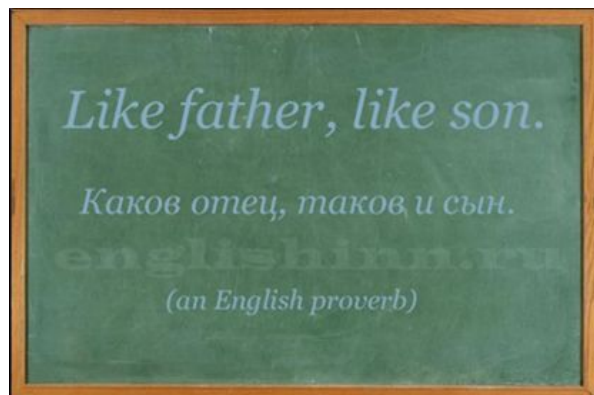 Like father, like son.
Каков отец, таков и сын.
englishinn.ru
(an English proverb)